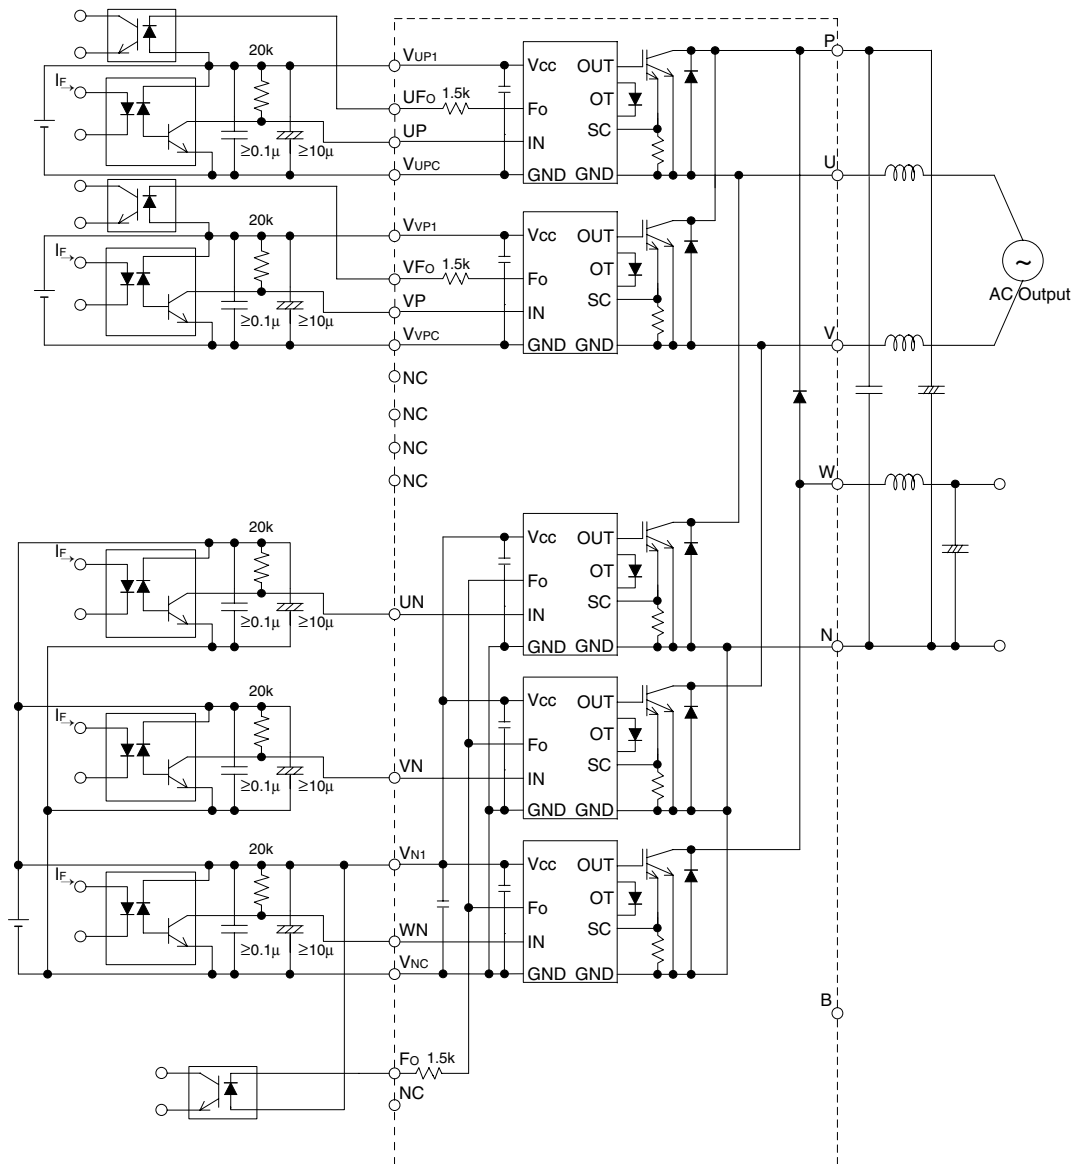 P
20k
VUP1
Vcc
OUT
IF
UFO
1.5k
Fo
OT
UP
IN
SC
≥0.1μ
≥10μ
VUPC
GND
GND
U
20k
VVP1
Vcc
OUT
IF
VFO
1.5k
Fo
OT
AC Output
VP
IN
SC
≥0.1μ
≥10μ
VVPC
GND
GND
V
~
NC
NC
NC
NC
W
20k
Vcc
OUT
IF
Fo
OT
UN
IN
SC
≥0.1μ
≥10μ
GND
GND
N
20k
Vcc
OUT
IF
Fo
OT
VN
IN
SC
≥0.1μ
≥10μ
GND
GND
20k
VN1
Vcc
OUT
IF
Fo
OT
WN
IN
SC
≥0.1μ
≥10μ
VNC
GND
GND
B
FO
1.5k
NC